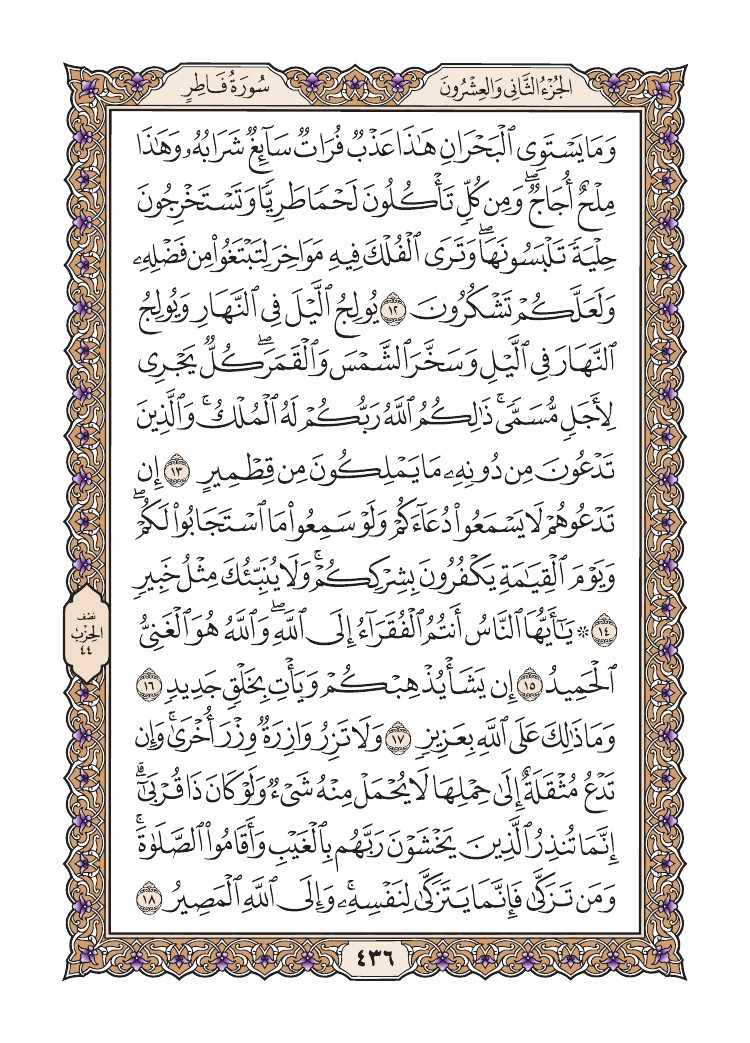 الجُزْءُ الثَّانِي وَالعِشْرُونَ
سُورَةُ فَاطِرٍ
وَمَا يَسْتَوِى ٱلْبَحْرَانِ هَٰذَا عَذْبٌ فُرَاتٌ سَآئِغٌ شَرَابُهُۥ وَهَٰذَا
مِلْحٌ أُجَاجٌ ۖ وَمِن كُلٍّ تَأْكُلُونَ لَحْمًا طَرِيًّا وَتَسْتَخْرِجُونَ
حِلْيَةً تَلْبَسُونَهَا ۖ وَتَرَى ٱلْفُلْكَ فِيهِ مَوَاخِرَ لِتَبْتَغُوا۟ مِن فَضْلِهِۦ
وَلَعَلَّكُمْ تَشْكُرُونَ ١٢ يُولِجُ ٱلَّيْلَ فِى ٱلنَّهَارِ وَيُولِجُ
ٱلنَّهَارَ فِى ٱلَّيْلِ وَسَخَّرَ ٱلشَّمْسَ وَٱلْقَمَرَ ۖ كُلٌّ يَجْرِى
لِأَجَلٍ مُّسَمًّى ۚ ذَٰلِكُمُ ٱللَّهُ رَبُّكُمْ لَهُ ٱلْمُلْكُ ۚ وَٱلَّذِينَ
تَدْعُونَ مِن دُونِهِۦ مَا يَمْلِكُونَ مِن قِطْمِيرٍ ١٣ إِن
تَدْعُوهُمْ لَا يَسْمَعُوا۟ دُعَآءَكُمْ وَلَوْ سَمِعُوا۟ مَا ٱسْتَجَابُوا۟ لَكُمْ ۖ
وَيَوْمَ ٱلْقِيَٰمَةِ يَكْفُرُونَ بِشِرْكِكُمْ ۚ وَلَا يُنَبِّئُكَ مِثْلُ خَبِيرٍ
١٤ ۞ يَٰٓأَيُّهَا ٱلنَّاسُ أَنتُمُ ٱلْفُقَرَآءُ إِلَى ٱللَّهِ ۖ وَٱللَّهُ هُوَ ٱلْغَنِىُّ
ٱلْحَمِيدُ ١٥ إِن يَشَأْ يُذْهِبْكُمْ وَيَأْتِ بِخَلْقٍ جَدِيدٍ ١٦
وَمَا ذَٰلِكَ عَلَى ٱللَّهِ بِعَزِيزٍ ١٧ وَلَا تَزِرُ وَازِرَةٌ وِزْرَ أُخْرَىٰ ۚ وَإِن
تَدْعُ مُثْقَلَةٌ إِلَىٰ حِمْلِهَا لَا يُحْمَلْ مِنْهُ شَىْءٌ وَلَوْ كَانَ ذَا قُرْبَىٰٓ ۗ
إِنَّمَا تُنذِرُ ٱلَّذِينَ يَخْشَوْنَ رَبَّهُم بِٱلْغَيْبِ وَأَقَامُوا۟ ٱلصَّلَوٰةَ ۚ
وَمَن تَزَكَّىٰ فَإِنَّمَا يَتَزَكَّىٰ لِنَفْسِهِۦ ۚ وَإِلَى ٱللَّهِ ٱلْمَصِيرُ ١٨
نصف
الحِزْب
٤٤
٤٣٦